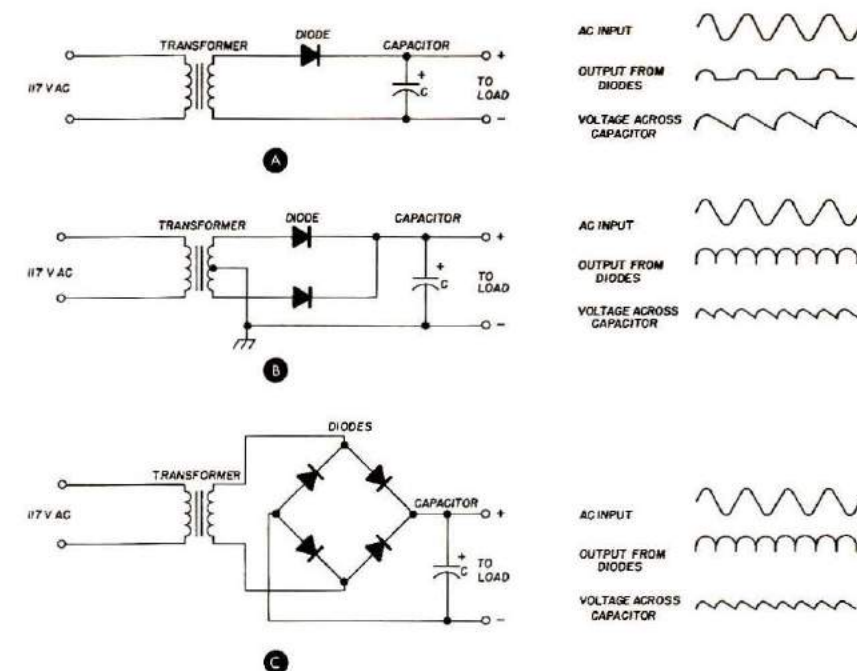 DIODE
TRANSFORMER
CAPACITOR
+
117 V AC
+
C
TO
LOAD
-
A
AC INPUT
OUTPUT FROM
DIODES
VOLTAGE ACROSS
CAPACITOR
DIODE
TRANSFORMER
CAPACITOR
+
117 V AC
+
C
TO
LOAD
-
B
AC INPUT
OUTPUT FROM
DIODES
VOLTAGE ACROSS
CAPACITOR
DIODES
TRANSFORMER
CAPACITOR
+
117 V AC
+
C
TO
LOAD
-
C
AC INPUT
OUTPUT FROM
DIODES
VOLTAGE ACROSS
CAPACITOR